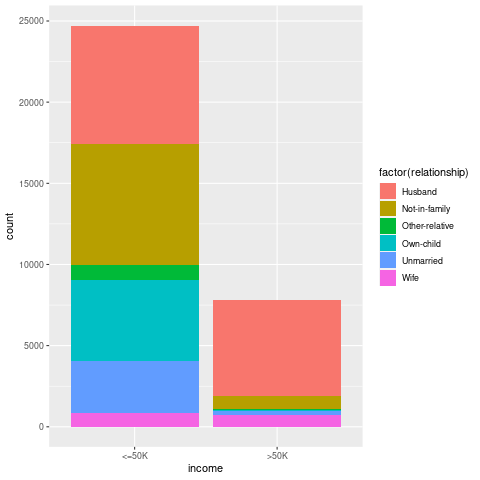 25000
20000
15000
10000
5000
0
count
<=50K
>50K
income
factor(relationship)
Husband
Not-in-family
Other-relative
Own-child
Unmarried
Wife